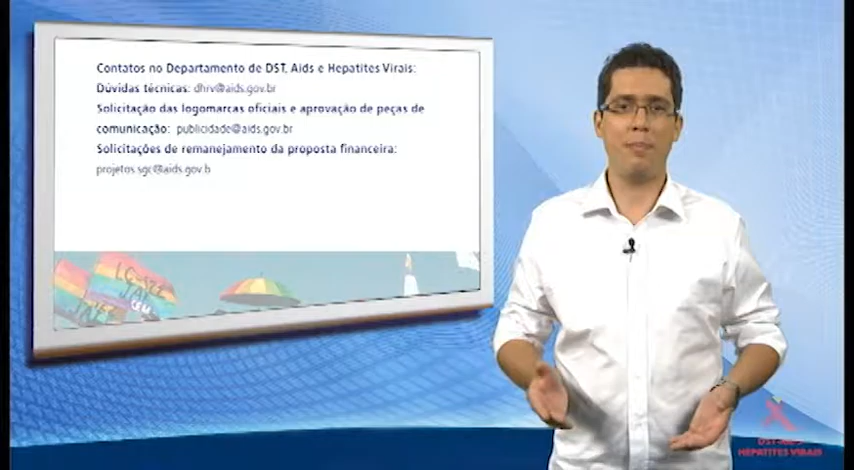 Contatos no Departamento de DST, Aids e Hepatites Virais:
Dúvidas técnicas: dhrv@aids.gov.br
Solicitação das logomarcas oficiais e aprovação de peças de
comunicação: publicidade@aids.gov.br
Solicitações de remanejamento da proposta financeira:
projetos.sgc@aids.gov.b
DST·AIDS
HEPATITES VIRAIS